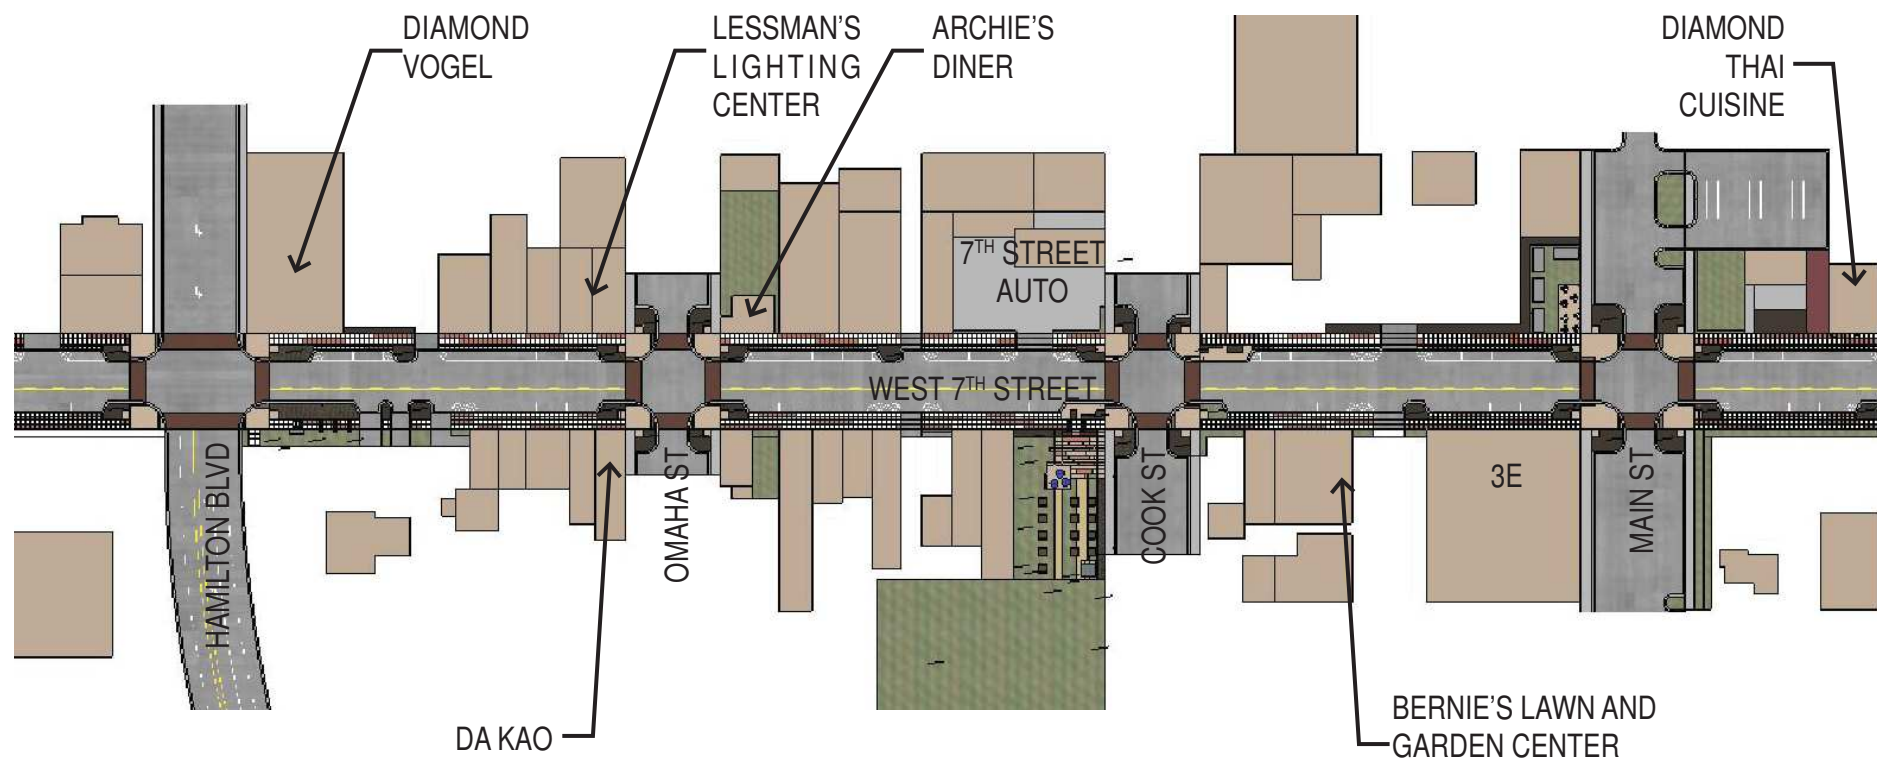 DIAMOND
VOGEL
LESSMAN'S
LIGHTING
CENTER
ARCHIE'S
DINER
DIAMOND
THAI
CUISINE
7TH STREET
AUTO
WEST 7TH STREET
HAMILTON BLVD
OMAHA ST
COOK ST
3E
MAIN ST
DA KAO
BERNIE'S LAWN AND
GARDEN CENTER